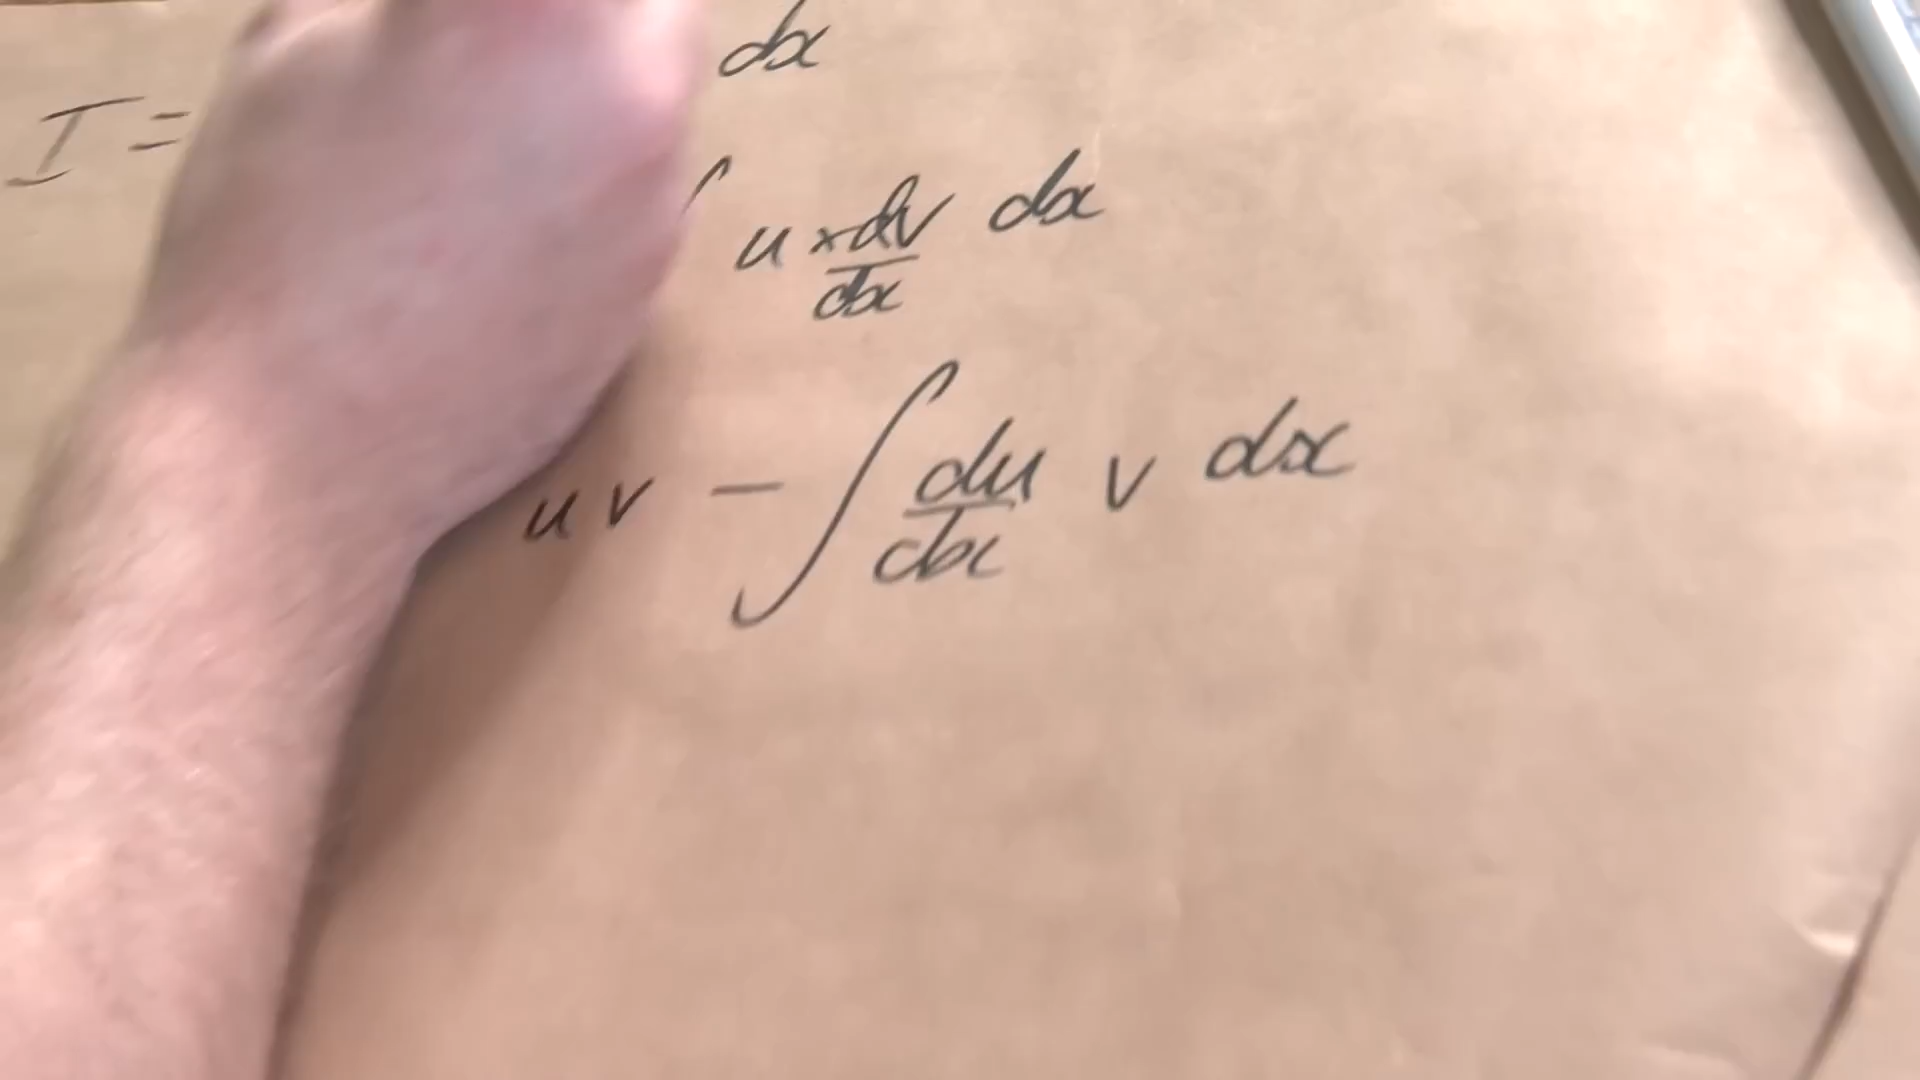 I = dx
∫ u × dv/dx dx
uv − ∫ du/dx v dx